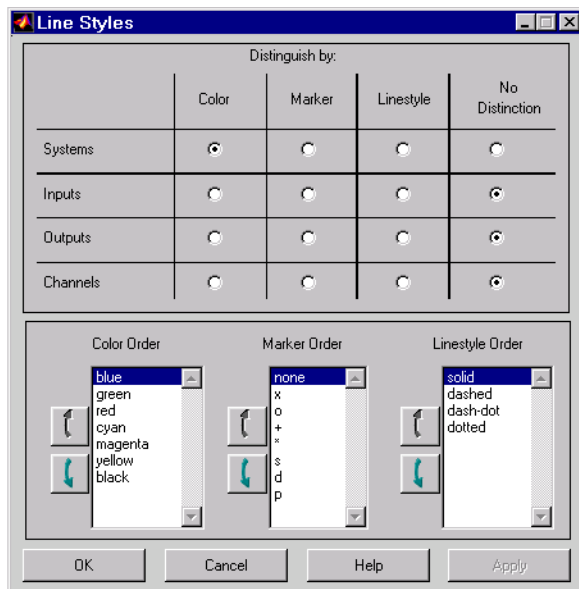 Line Styles
Distinguish by:
Color Marker Linestyle No Distinction
Systems
Inputs
Outputs
Channels
Color Order
blue
green
red
cyan
magenta
yellow
black
Marker Order
none
x
o
+
*
s
d
p
Linestyle Order
solid
dashed
dash-dot
dotted
OK Cancel Help Apply